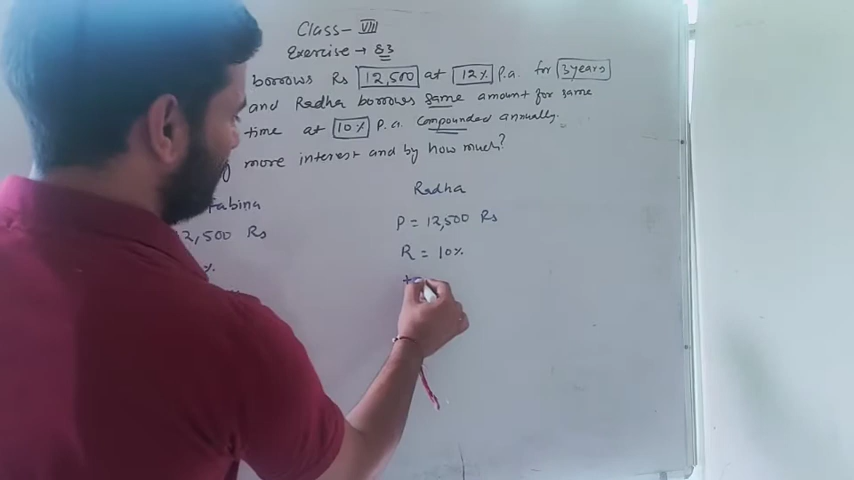 Class- VIII
Exercise → 8.3
borrows Rs 12,500 at 12% p.a. for 3years
and Radha borrows same amount for same
time at 10% P.a. compounded annually.
more interest and by how much?
Fabina
Radha
2,500 Rs
P = 12,500 Rs
%
R = 10%
t=